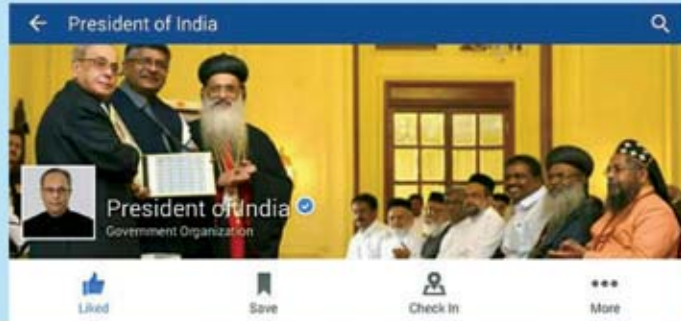 President of India
President of India
Government Organization
Liked
Save
Check In
More